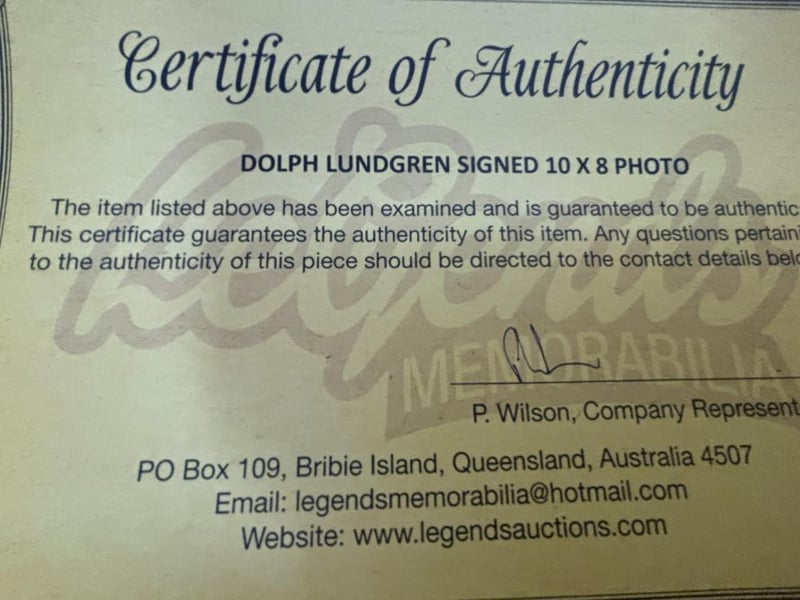 Certificate of Authenticity
DOLPH LUNDGREN SIGNED 10 X 8 PHOTO
The item listed above has been examined and is guaranteed to be authentic
This certificate guarantees the authenticity of this item. Any questions pertaini
to the authenticity of this piece should be directed to the contact details belo
Legends
MEMORABILIA
P. Wilson, Company Represent
PO Box 109, Bribie Island, Queensland, Australia 4507
Email: legendsmemorabilia@hotmail.com
Website: www.legendsauctions.com